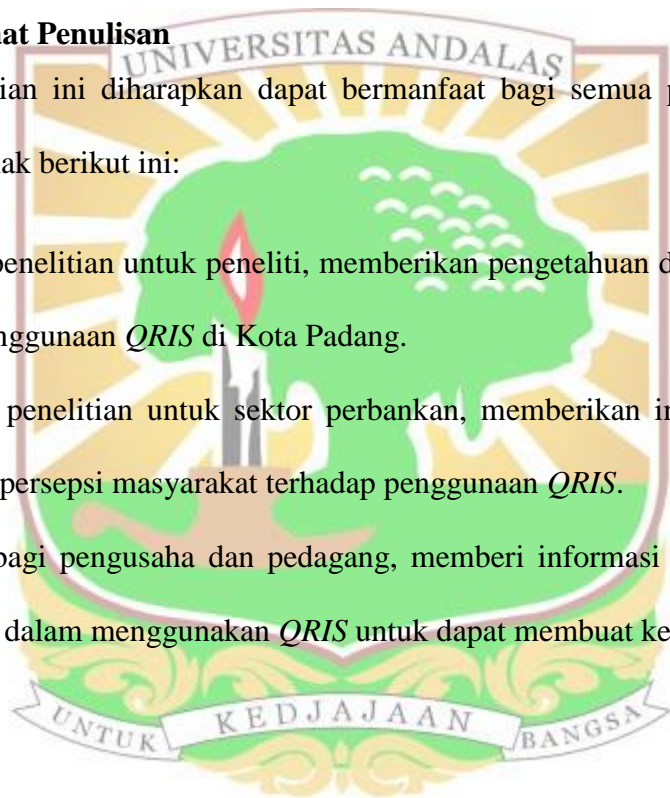 at Penulisan
UNIVERSITAS ANDALAS
ian ini diharapkan dapat bermanfaat bagi semua p
ak berikut ini:
penelitian untuk peneliti, memberikan pengetahuan d
nggunaan QRIS di Kota Padang.
penelitian untuk sektor perbankan, memberikan in
persepsi masyarakat terhadap penggunaan QRIS.
bagi pengusaha dan pedagang, memberi informasi
dalam menggunakan QRIS untuk dapat membuat ke
UNTUK KEDJAJAAN BANGSA